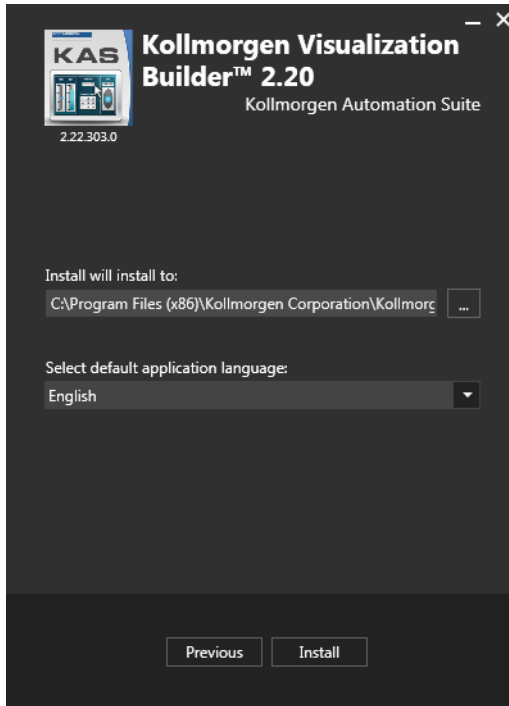 KAS
Kollmorgen Visualization
Builder™ 2.20
Kollmorgen Automation Suite
2.22.303.0
Install will install to:
C:\Program Files (x86)\Kollmorgen Corporation\Kollmorg
...
Select default application language:
English
Previous
Install